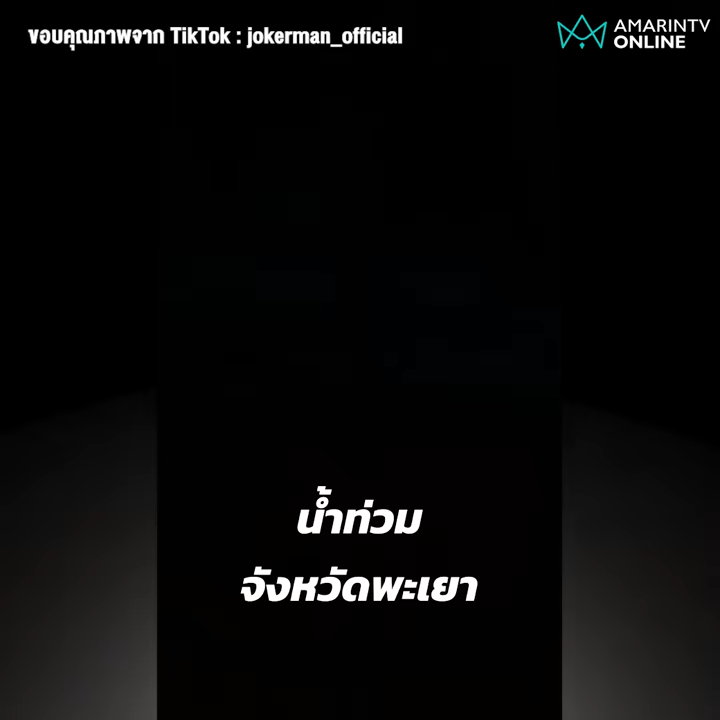 ขอบคุณภาพจาก TikTok : jokerman_official
AMARINTV
ONLINE
น้ำท่วม
จังหวัดพะเยา